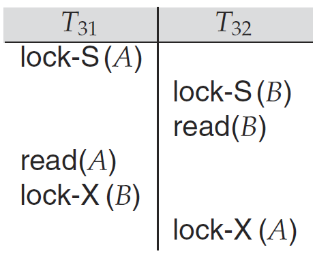 T31 T32
lock-S (A)
lock-S (B)
read(B)
read(A)
lock-X (B)
lock-X (A)